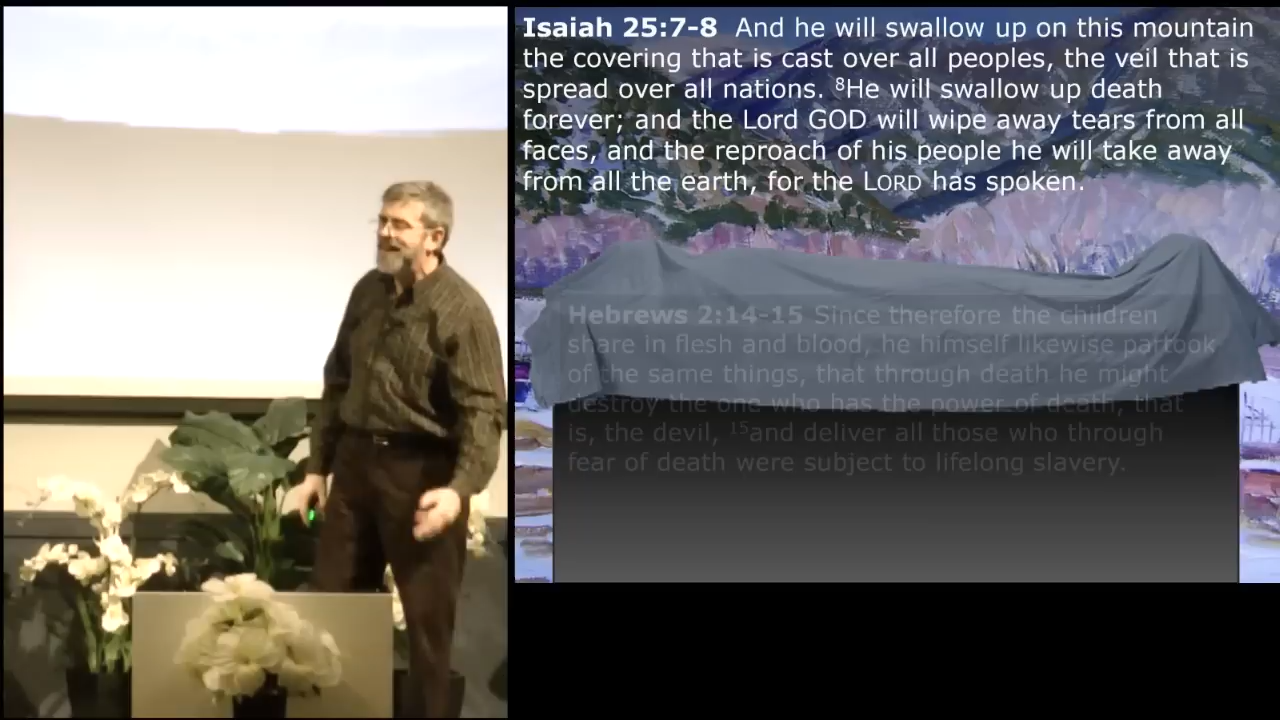 Isaiah 25:7-8 And he will swallow up on this mountain
the covering that is cast over all peoples, the veil that is
spread over all nations. ⁸He will swallow up death
forever; and the Lord GOD will wipe away tears from all
faces, and the reproach of his people he will take away
from all the earth, for the LORD has spoken.
Hebrews 2:14-15 Since therefore the children
share in flesh and blood, he himself likewise partook
of the same things, that through death he might
destroy the one who has the power of death, that
is, the devil, ¹⁵and deliver all those who through
fear of death were subject to lifelong slavery.